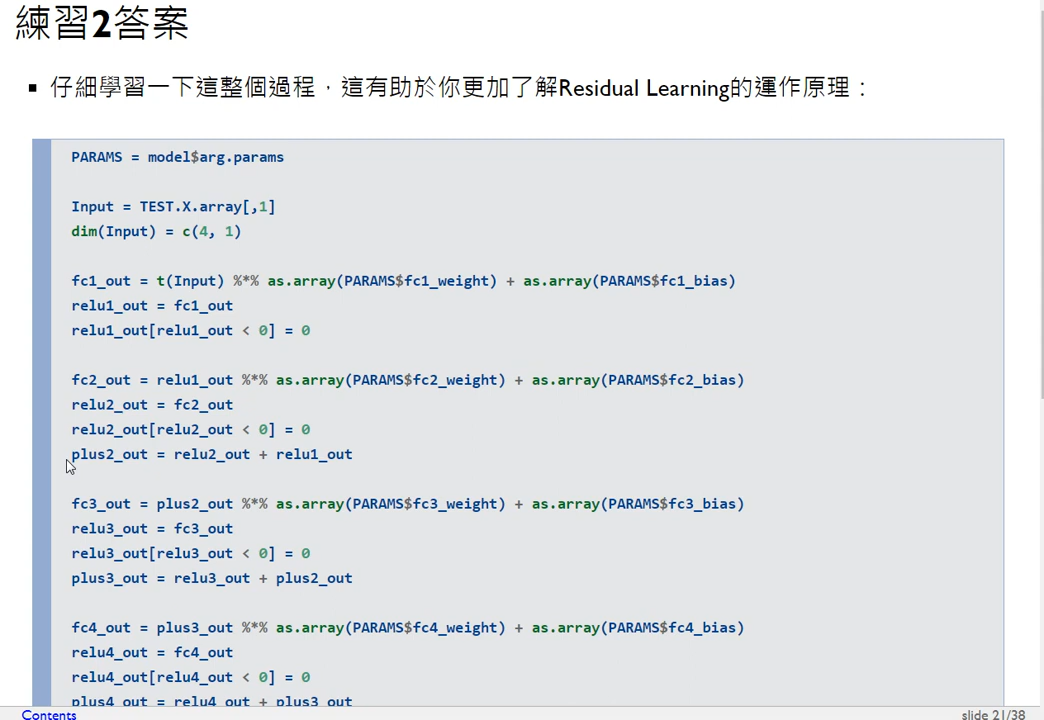 練習2答案
▪ 仔細學習一下這整個過程，這有助於你更加了解Residual Learning的運作原理：
PARAMS = model$arg.params
Input = TEST.X.array[,1]
dim(Input) = c(4, 1)
fc1_out = t(Input) %*% as.array(PARAMS$fc1_weight) + as.array(PARAMS$fc1_bias)
relu1_out = fc1_out
relu1_out[relu1_out < 0] = 0
fc2_out = relu1_out %*% as.array(PARAMS$fc2_weight) + as.array(PARAMS$fc2_bias)
relu2_out = fc2_out
relu2_out[relu2_out < 0] = 0
plus2_out = relu2_out + relu1_out
fc3_out = plus2_out %*% as.array(PARAMS$fc3_weight) + as.array(PARAMS$fc3_bias)
relu3_out = fc3_out
relu3_out[relu3_out < 0] = 0
plus3_out = relu3_out + plus2_out
fc4_out = plus3_out %*% as.array(PARAMS$fc4_weight) + as.array(PARAMS$fc4_bias)
relu4_out = fc4_out
relu4_out[relu4_out < 0] = 0
plus4_out = relu4_out + plus3_out
Contents
slide 21/38